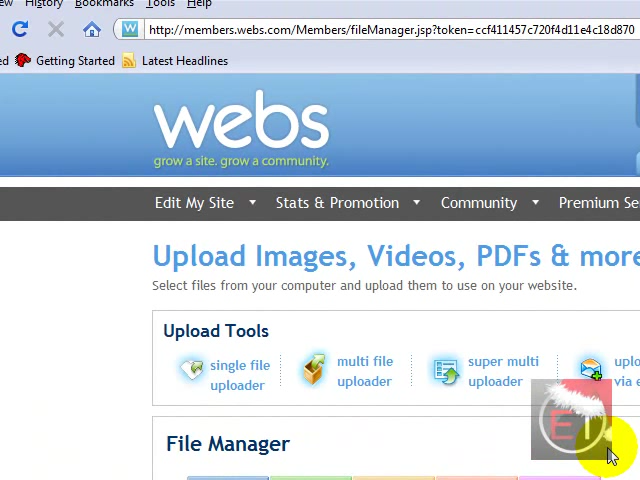 History Bookmarks Tools Help
http://members.webs.com/Members/fileManager.jsp?token=ccf411457c720f4d11e4c18d870
Getting Started Latest Headlines
webs
grow a site. grow a community.
Edit My Site Stats & Promotion Community Premium
Upload Images, Videos, PDFs & more
Select files from your computer and upload them to use on your website.
Upload Tools
single file uploader
multi file uploader
super multi uploader
via
File Manager
ET